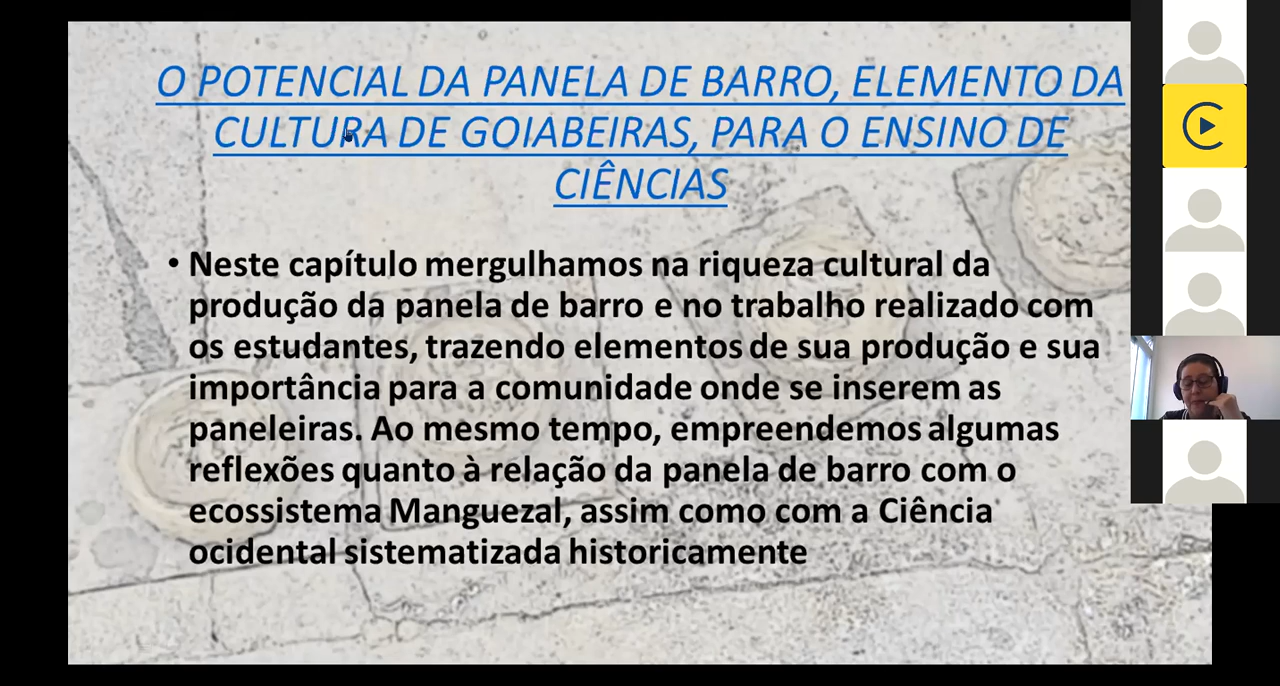 O POTENCIAL DA PANELA DE BARRO, ELEMENTO DA
CULTURA DE GOIABEIRAS, PARA O ENSINO DE
CIÊNCIAS
• Neste capítulo mergulhamos na riqueza cultural da
produção da panela de barro e no trabalho realizado com
os estudantes, trazendo elementos de sua produção e sua
importância para a comunidade onde se inserem as
paneleiras. Ao mesmo tempo, empreendemos algumas
reflexões quanto à relação da panela de barro com o
ecossistema Manguezal, assim como com a Ciência
ocidental sistematizada historicamente